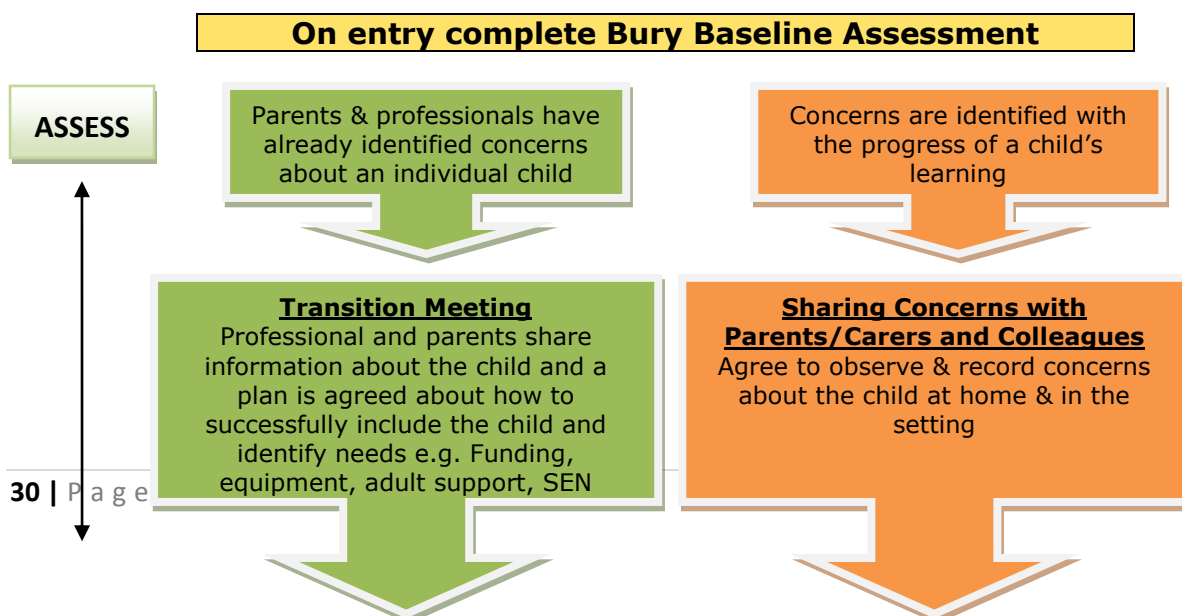 On entry complete Bury Baseline Assessment
ASSESS
Parents & professionals have
already identified concerns
about an individual child
Concerns are identified with
the progress of a child’s
learning
Transition Meeting
Professional and parents share
information about the child and a
plan is agreed about how to
successfully include the child and
identify needs e.g. Funding,
equipment, adult support, SEN
Sharing Concerns with
Parents/Carers and Colleagues
Agree to observe & record concerns
about the child at home & in the
setting
30 | P a g e